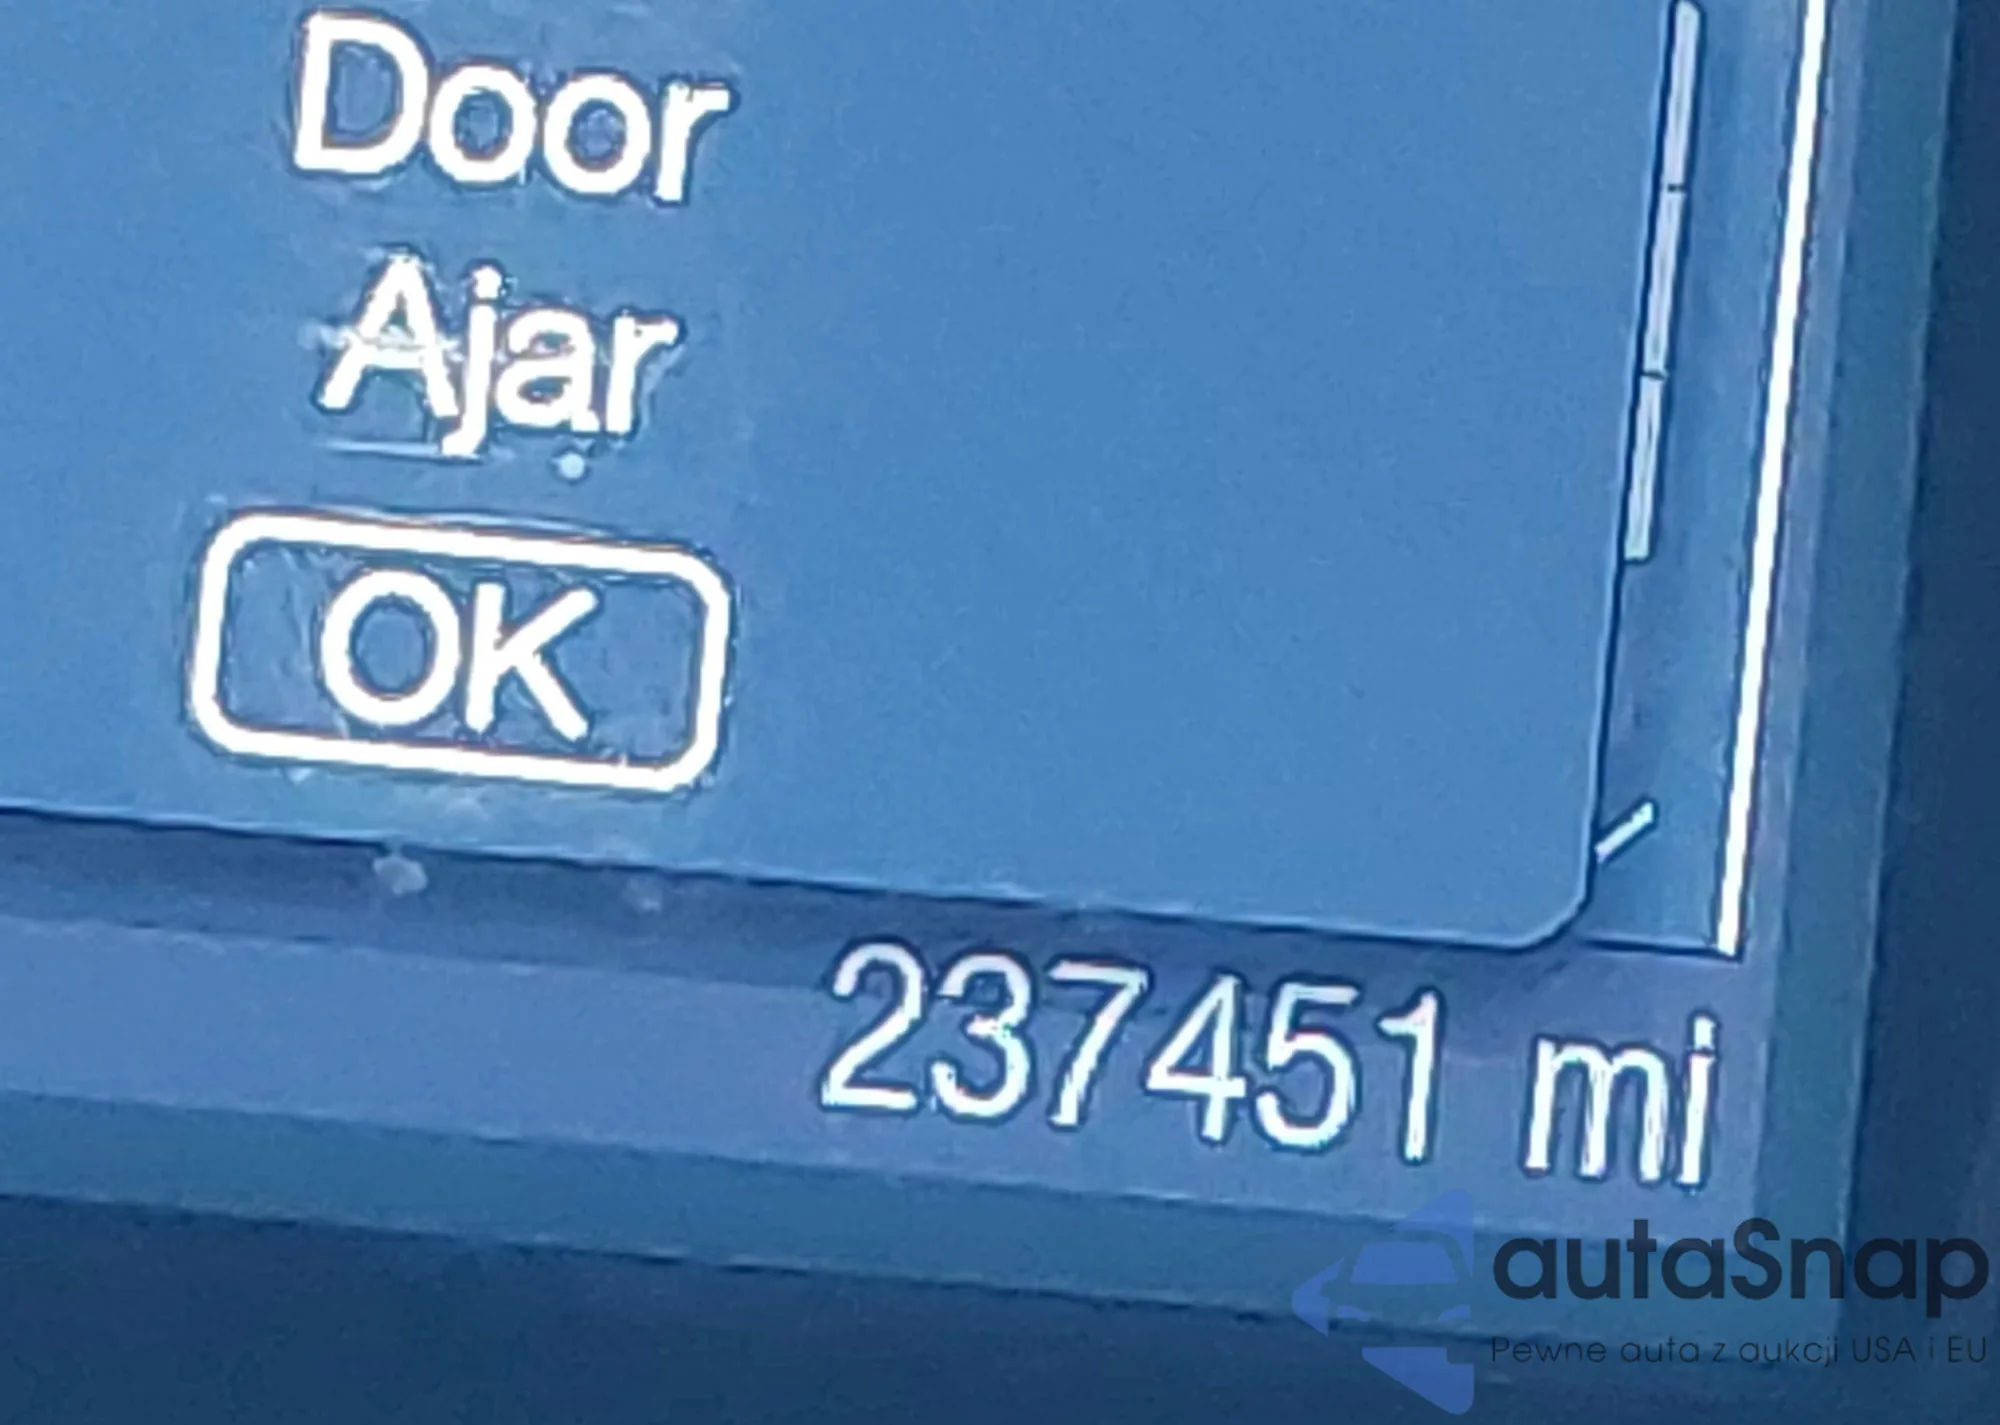 Door
Ajar
OK
237451 mi
autaSnap
Pewne auta z aukcji USA i EU